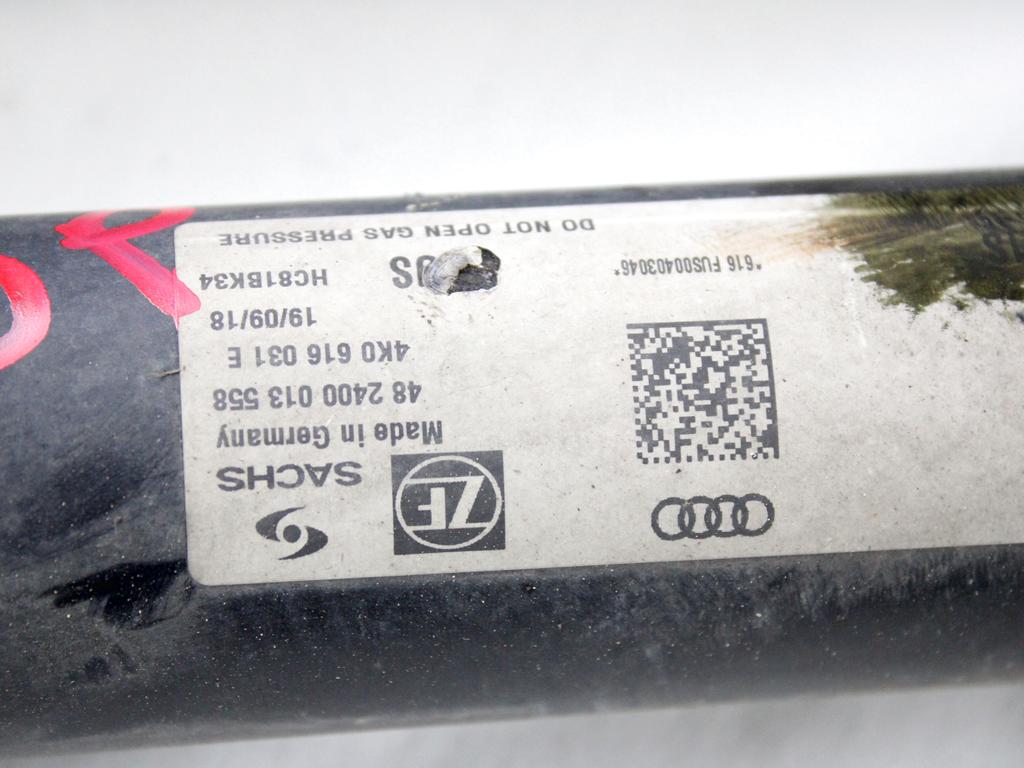 ZF
SACHS
Made in Germany
48 2400 013 558
4K0 616 031 E
19/09/18
HC81BK34
*616 FUS00403046*
DO NOT OPEN GAS PRESSURE